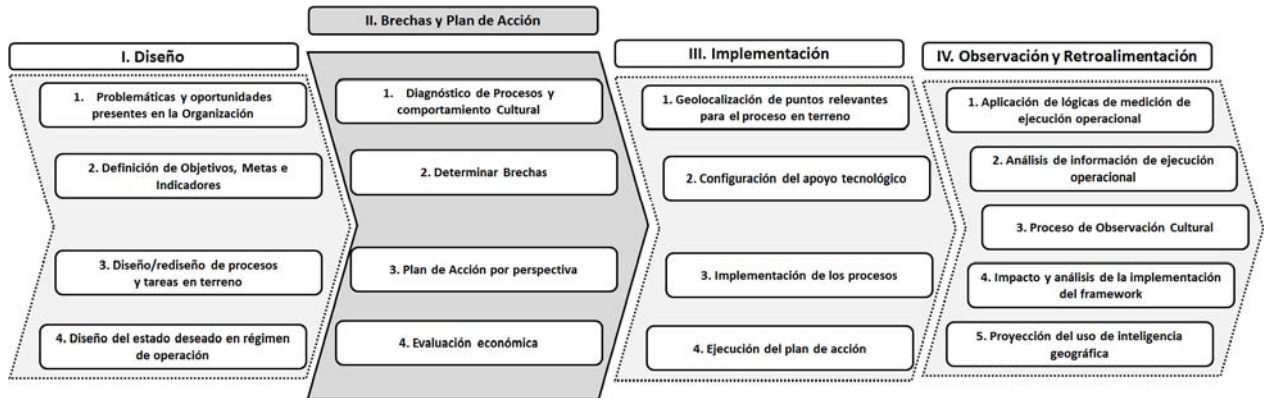 I. Diseño
1. Problemáticas y oportunidades
presentes en la Organización
2. Definición de Objetivos, Metas e
Indicadores
3. Diseño/rediseño de procesos
y tareas en terreno
4. Diseño del estado deseado en régimen
de operación
II. Brechas y Plan de Acción
1. Diagnóstico de Procesos y
comportamiento Cultural
2. Determinar Brechas
3. Plan de Acción por perspectiva
4. Evaluación económica
III. Implementación
1. Geolocalización de puntos relevantes
para el proceso en terreno
2. Configuración del apoyo tecnológico
3. Implementación de los procesos
4. Ejecución del plan de acción
IV. Observación y Retroalimentación
1. Aplicación de lógicas de medición de
ejecución operacional
2. Análisis de información de ejecución
operacional
3. Proceso de Observación Cultural
4. Impacto y análisis de la implementación
del framework
5. Proyección del uso de inteligencia
geográfica